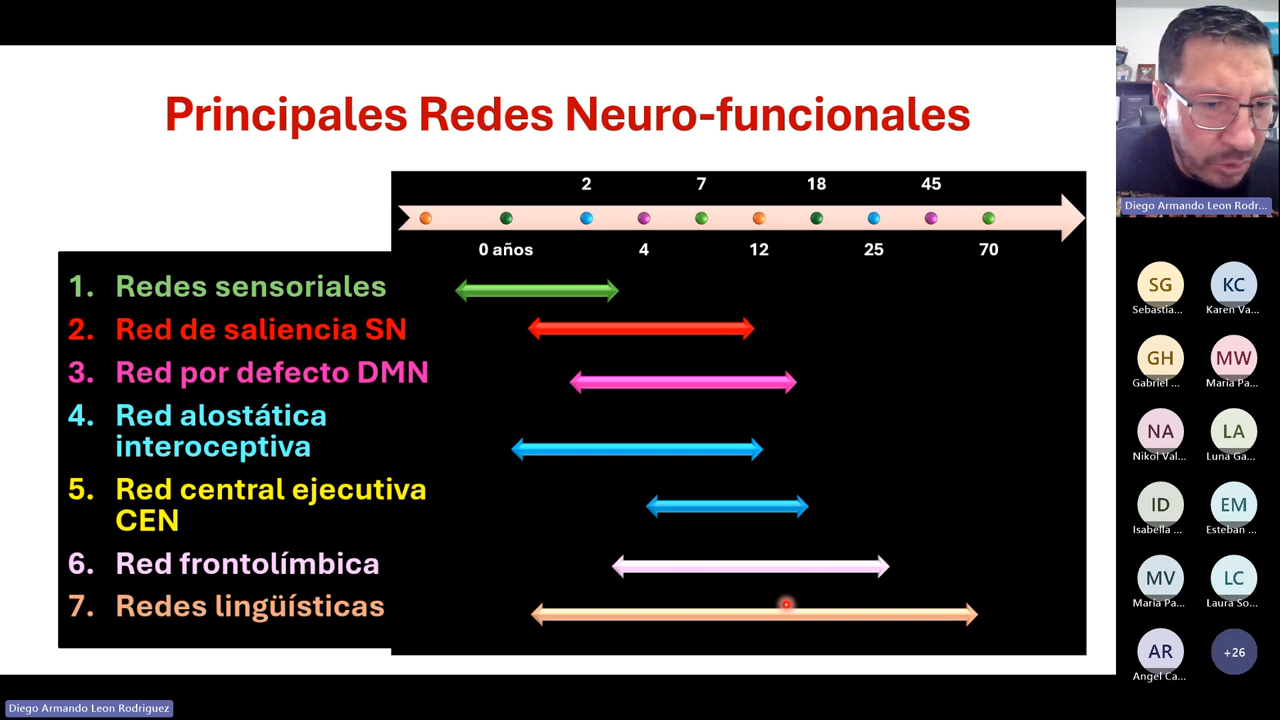 Principales Redes Neuro-funcionales
2 7 18 45
0 años 4 12 25 70
1. Redes sensoriales
2. Red de saliencia SN
3. Red por defecto DMN
4. Red alostática
interoceptiva
5. Red central ejecutiva
CEN
6. Red frontolímbica
7. Redes lingüísticas
Diego Armando Leon Rodr...
SG KC
Sebastia... Karen Va...
GH MW
Gabriel ... Maria Pa...
NA LA
Nikol Val... Luna Ga...
ID EM
Isabella ... Esteban ...
MV LC
Maria Pa... Laura So...
AR +26
Angel Ca...
Diego Armando Leon Rodriguez